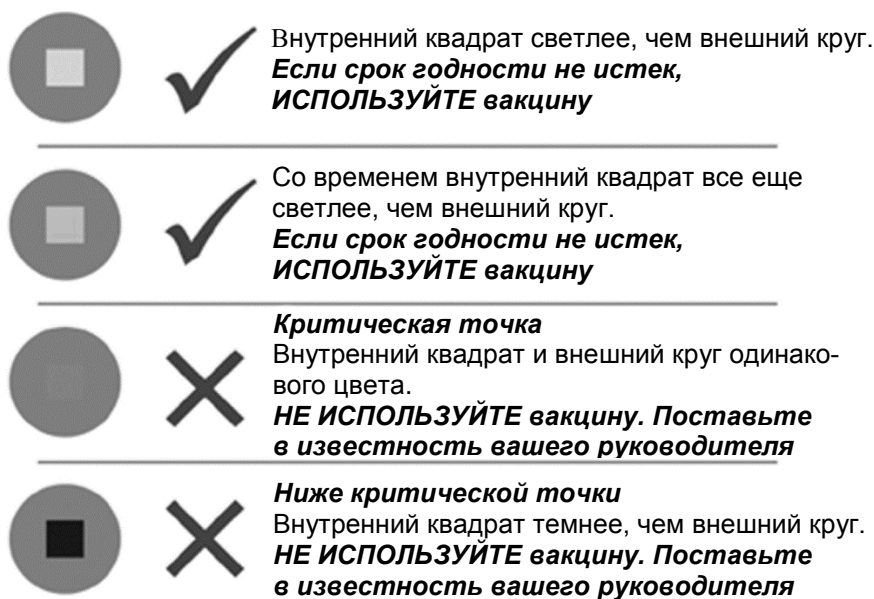 Внутренний квадрат светлее, чем внешний круг.
Если срок годности не истек,
ИСПОЛЬЗУЙТЕ вакцину
Со временем внутренний квадрат все еще
светлее, чем внешний круг.
Если срок годности не истек,
ИСПОЛЬЗУЙТЕ вакцину
Критическая точка
Внутренний квадрат и внешний круг одинако-
вого цвета.
НЕ ИСПОЛЬЗУЙТЕ вакцину. Поставьте
в известность вашего руководителя
Ниже критической точки
Внутренний квадрат темнее, чем внешний круг.
НЕ ИСПОЛЬЗУЙТЕ вакцину. Поставьте
в известность вашего руководителя